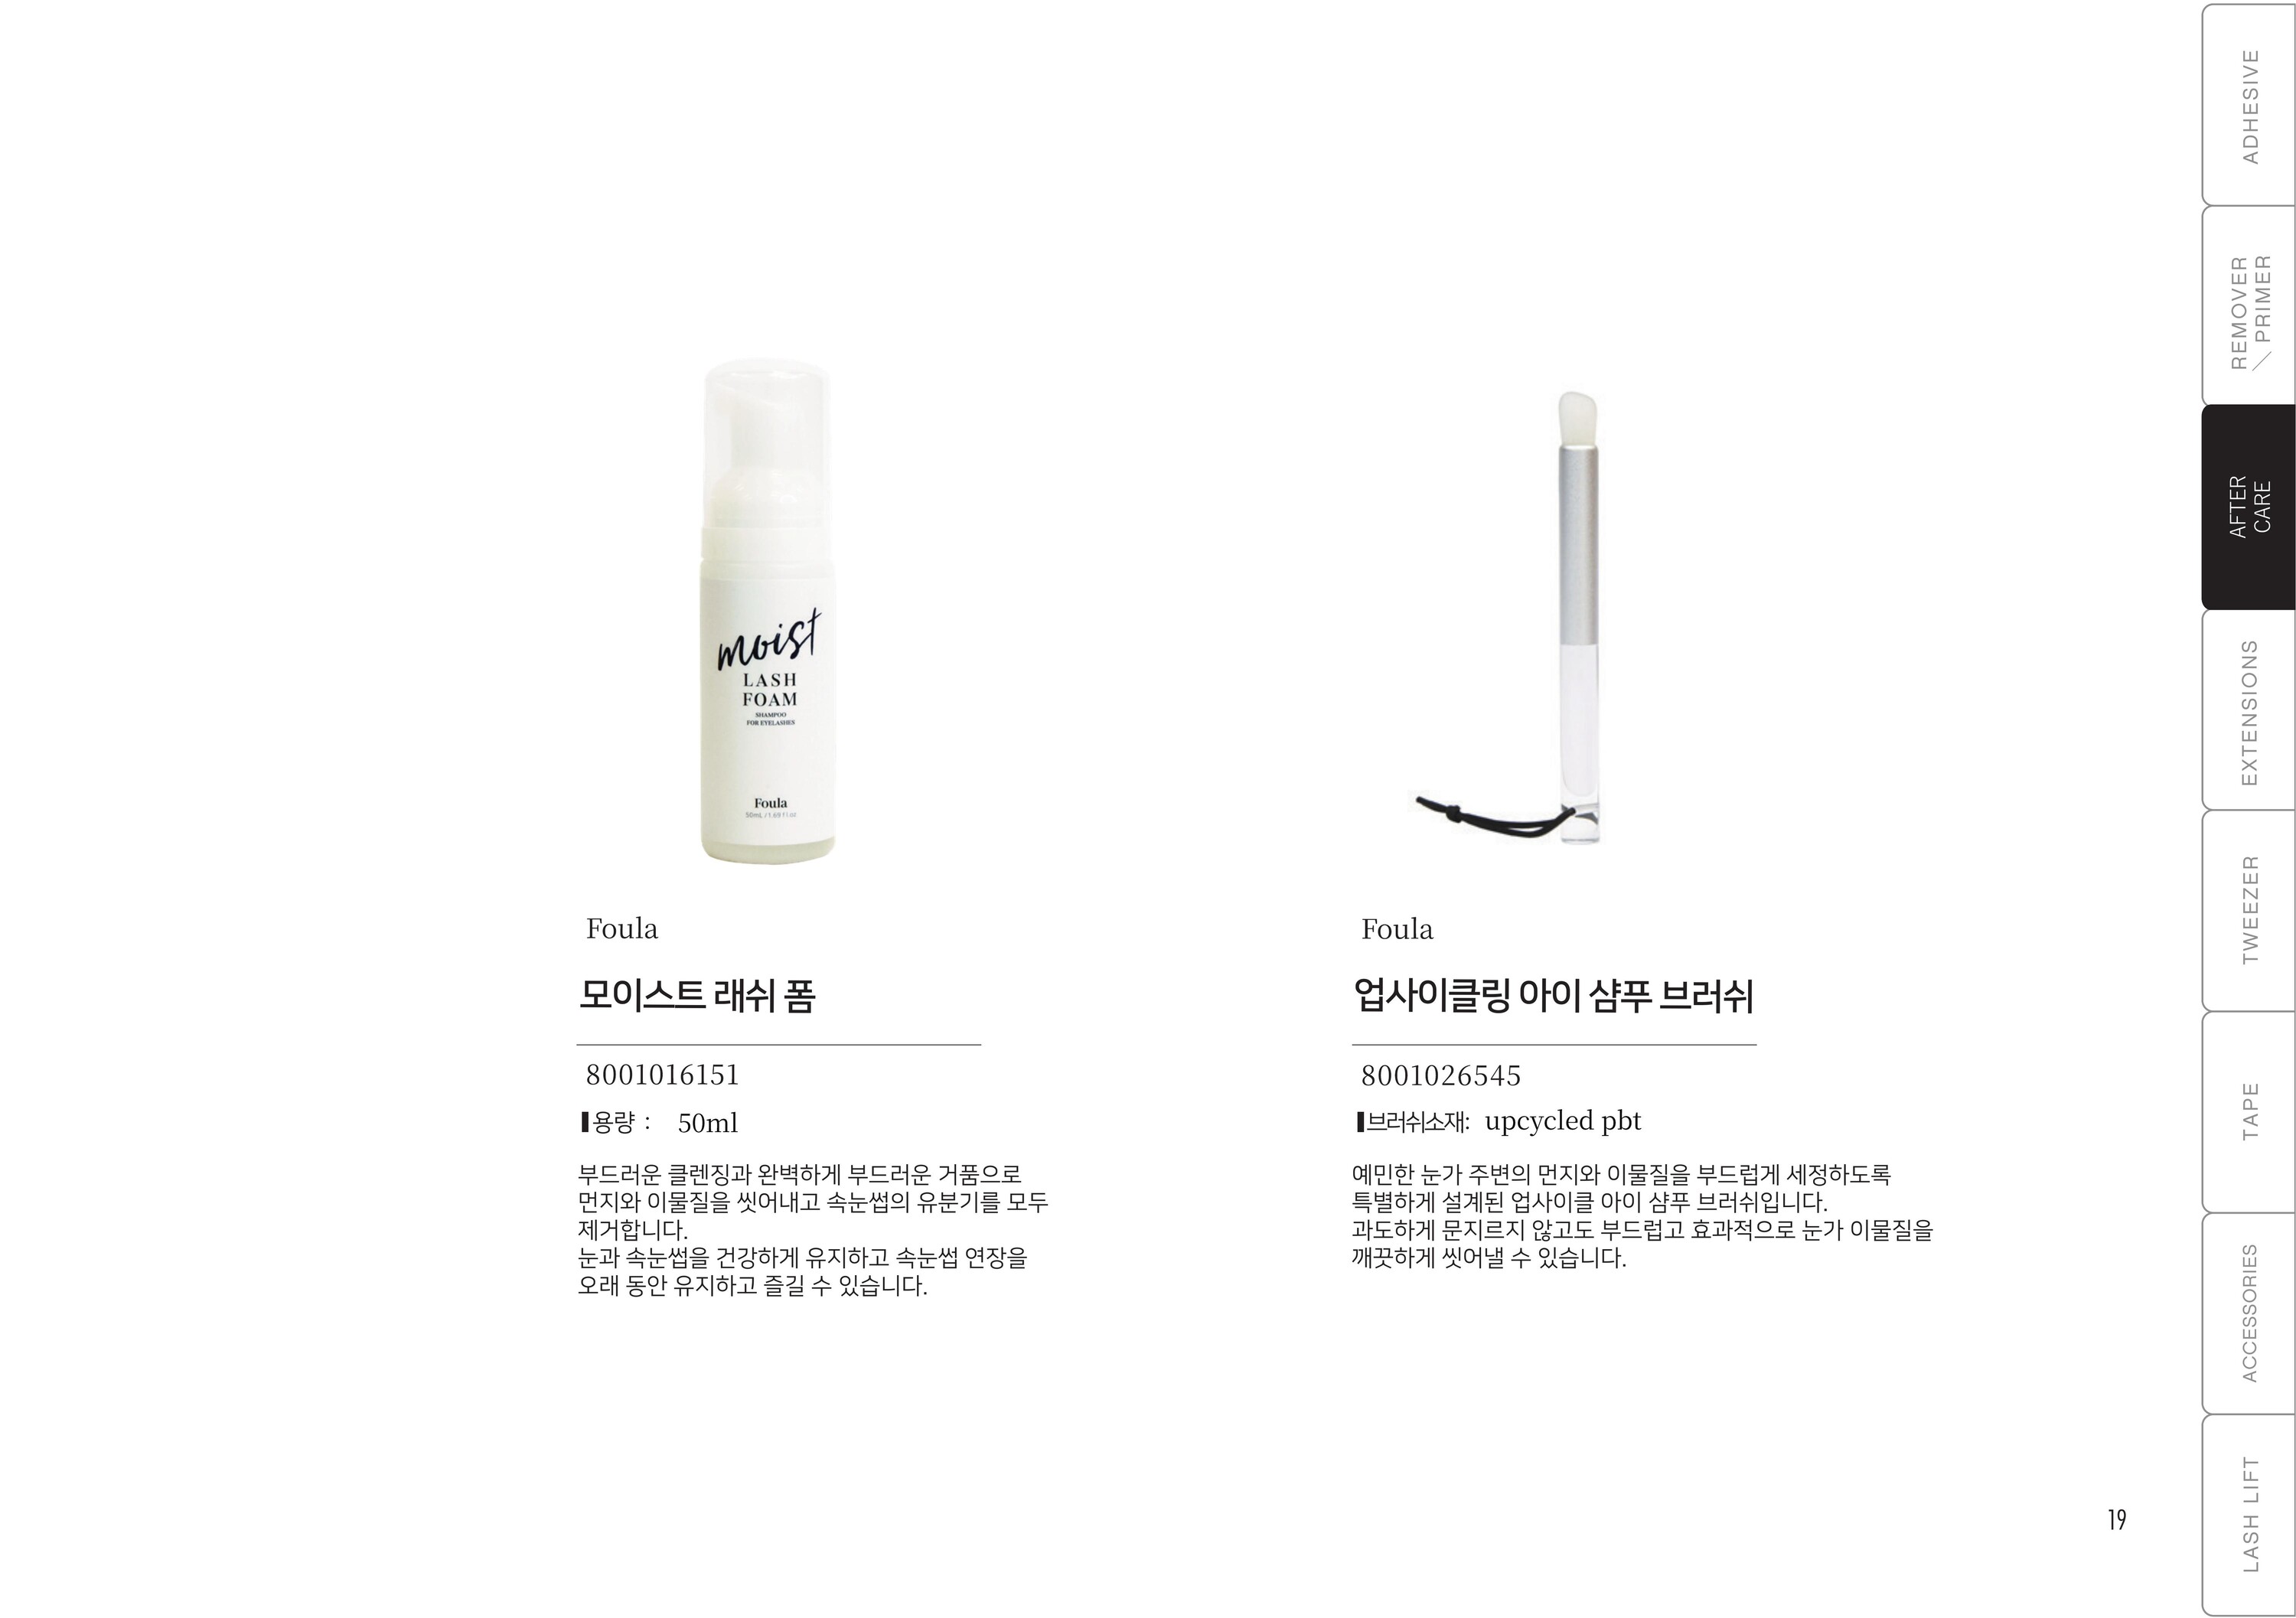 moist
LASH
FOAM
SHAMPOO
FOR EYELASHES
Foula
50mL / 1.69 fl oz
Foula
모이스트 래쉬 폼
8001016151
용량 : 50ml
부드러운 클렌징과 완벽하게 부드러운 거품으로
먼지와 이물질을 씻어내고 속눈썹의 유분기를 모두
제거합니다.
눈과 속눈썹을 건강하게 유지하고 속눈썹 연장을
오래 동안 유지하고 즐길 수 있습니다.
Foula
업사이클링 아이 샴푸 브러쉬
8001026545
브러쉬소재: upcycled pbt
예민한 눈가 주변의 먼지와 이물질을 부드럽게 세정하도록
특별하게 설계된 업사이클 아이 샴푸 브러쉬입니다.
과도하게 문지르지 않고도 부드럽고 효과적으로 눈가 이물질을
깨끗하게 씻어낼 수 있습니다.
ADHESIVE
REMOVER
/ PRIMER
AFTER
CARE
EXTENSIONS
TWEEZER
TAPE
ACCESSORIES
LASH LIFT
19